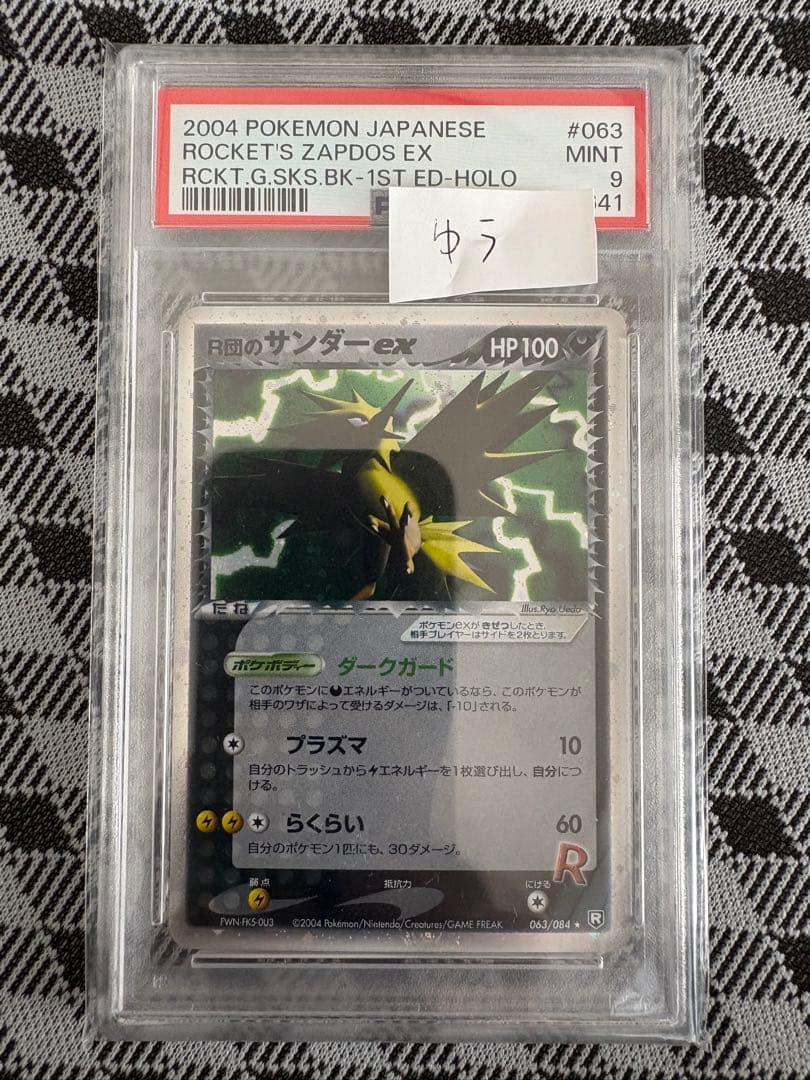 2004 POKEMON JAPANESE #063
ROCKET'S ZAPDOS EX MINT
RCKT.G.SKS.BK-1ST ED-HOLO 9
641
ゆう
R団のサンダーex HP100
たね
Illus.Ryo Ueda
ポケモンexがきぜつしたとき、
相手プレイヤーはサイドを2枚とります。
ポケボディー ダークガード
このポケモンにエネルギーがついているなら、このポケモンが
相手のワザによって受けるダメージは、「-10」される。
プラズマ 10
自分のトラッシュからエネルギーを1枚選び出し、自分につ
ける。
らくらい 60
自分のポケモン1匹にも、30ダメージ。
R
弱点 抵抗力 にげる
FWN-FK5-0U3 ©2004 Pokémon/Nintendo/Creatures/GAME FREAK 063/084 ★ R